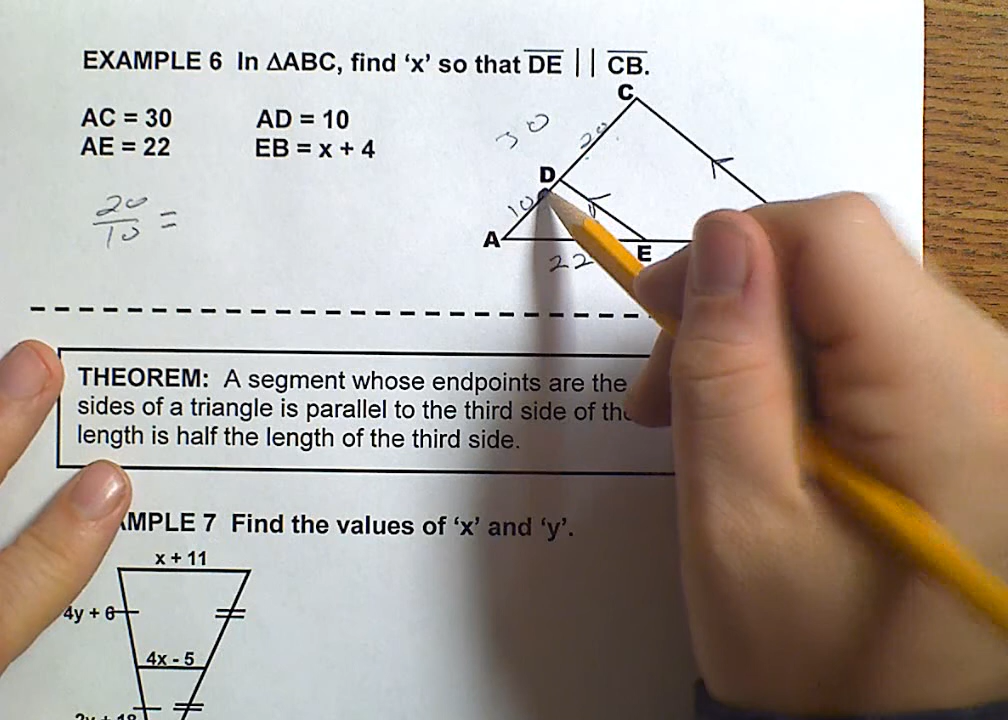 EXAMPLE 6 In ΔABC, find ‘x’ so that DE || CB.
AC = 30 AD = 10
AE = 22 EB = x + 4
C
30
20
D
10
20/10 =
A
E
22
THEOREM: A segment whose endpoints are the
sides of a triangle is parallel to the third side of
length is half the length of the third side.
MPLE 7 Find the values of ‘x’ and ‘y’.
x + 11
4y + 6
4x - 5